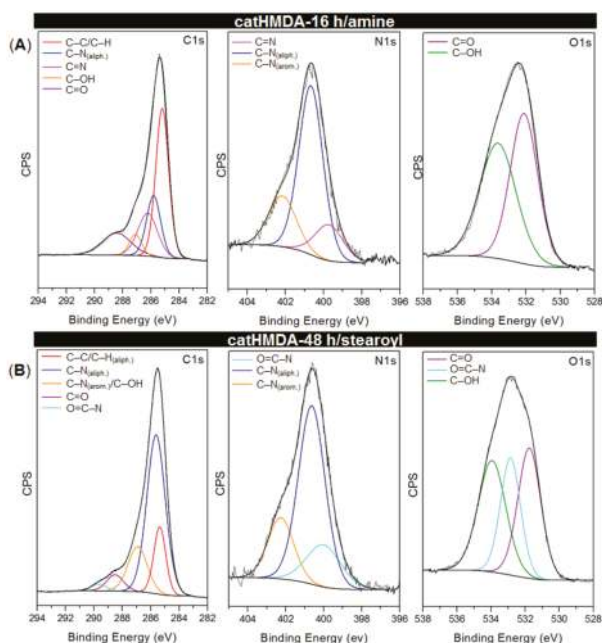 catHMDA-16 h/amine
(A)
C–C/C–H
C–N(aliph.)
C=N
C–OH
C=O
C1s
CPS
294 292 290 288 286 284 282
Binding Energy (eV)
C=N
C–N(aliph.)
C–N(arom.)
N1s
CPS
404 402 400 398 396
Binding Energy (eV)
C=O
C–OH
O1s
CPS
538 536 534 532 530 528
Binding Energy (eV)
catHMDA-48 h/stearoyl
(B)
C–C/C–H(aliph.)
C–N(aliph.)
C–N(arom.)/C–OH
C=O
O=C–N
C1s
CPS
294 292 290 288 286 284 282
Binding Energy (eV)
O=C–N
C–N(aliph.)
C–N(arom.)
N1s
CPS
404 402 400 398 396
Binding Energy (ev)
C=O
O=C–N
C–OH
O1s
CPS
538 536 534 532 530 528
Binding Energy (eV)